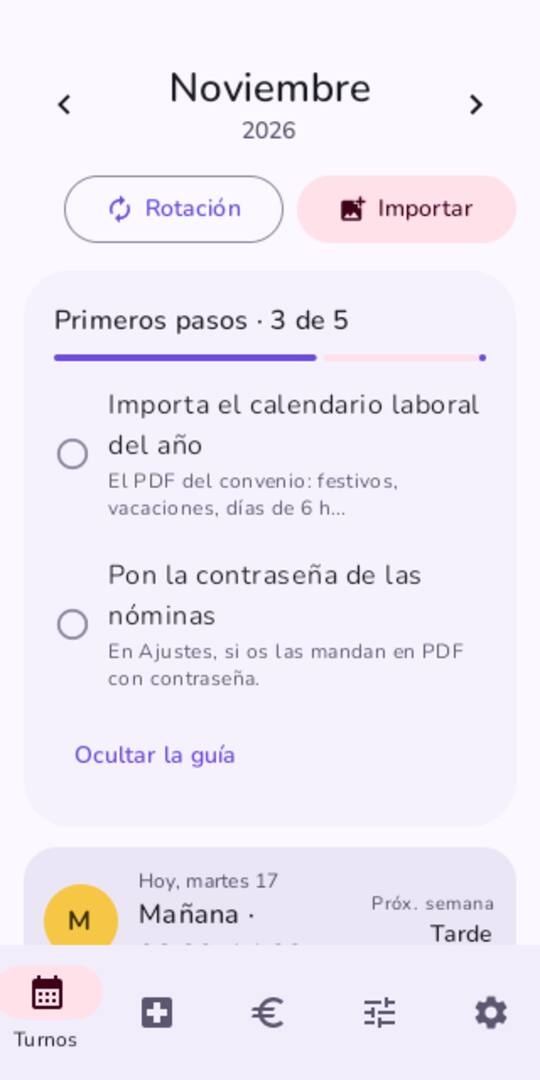 Noviembre
2026
Rotación
Importar
Primeros pasos · 3 de 5
Importa el calendario laboral
del año
El PDF del convenio: festivos,
vacaciones, días de 6 h...
Pon la contraseña de las
nóminas
En Ajustes, si os las mandan en PDF
con contraseña.
Ocultar la guía
Hoy, martes 17
M
Mañana ·
Próx. semana
Tarde
Turnos